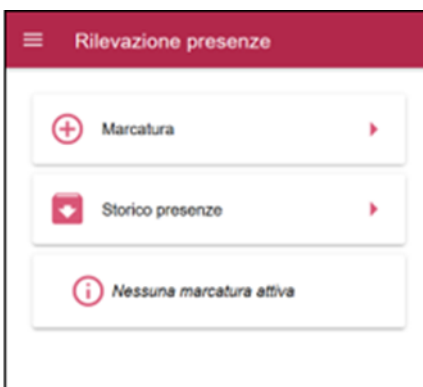 Rilevazione presenze
Marcatura
Storico presenze
Nessuna marcatura attiva